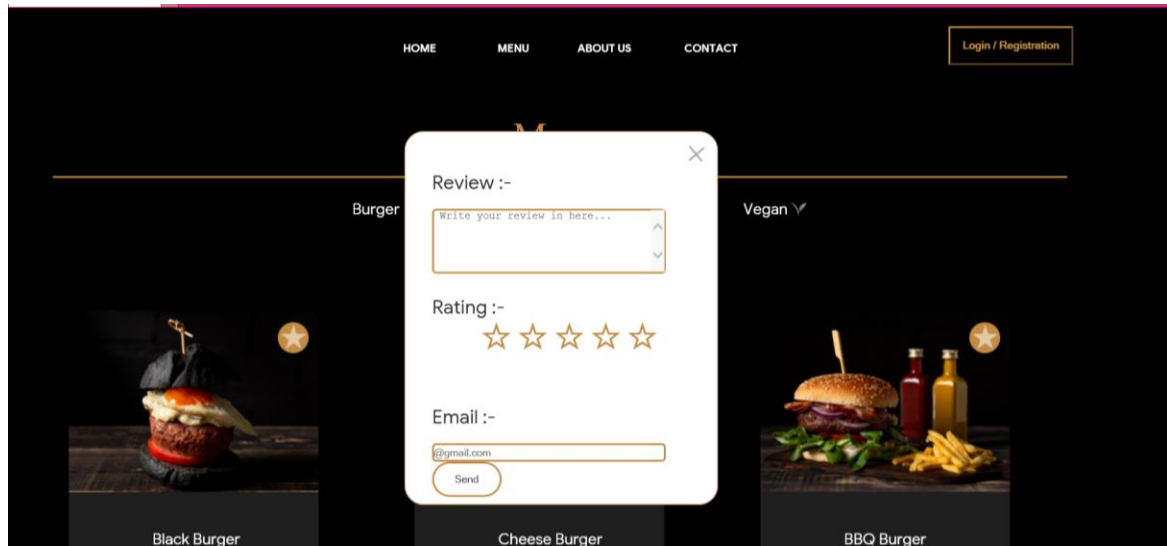 HOME MENU ABOUT US CONTACT
Login / Registration
Review :-
Burger
Vegan
Write your review in here...
Rating :-
Email :-
@gmail.com
Send
Black Burger
Cheese Burger
BBQ Burger